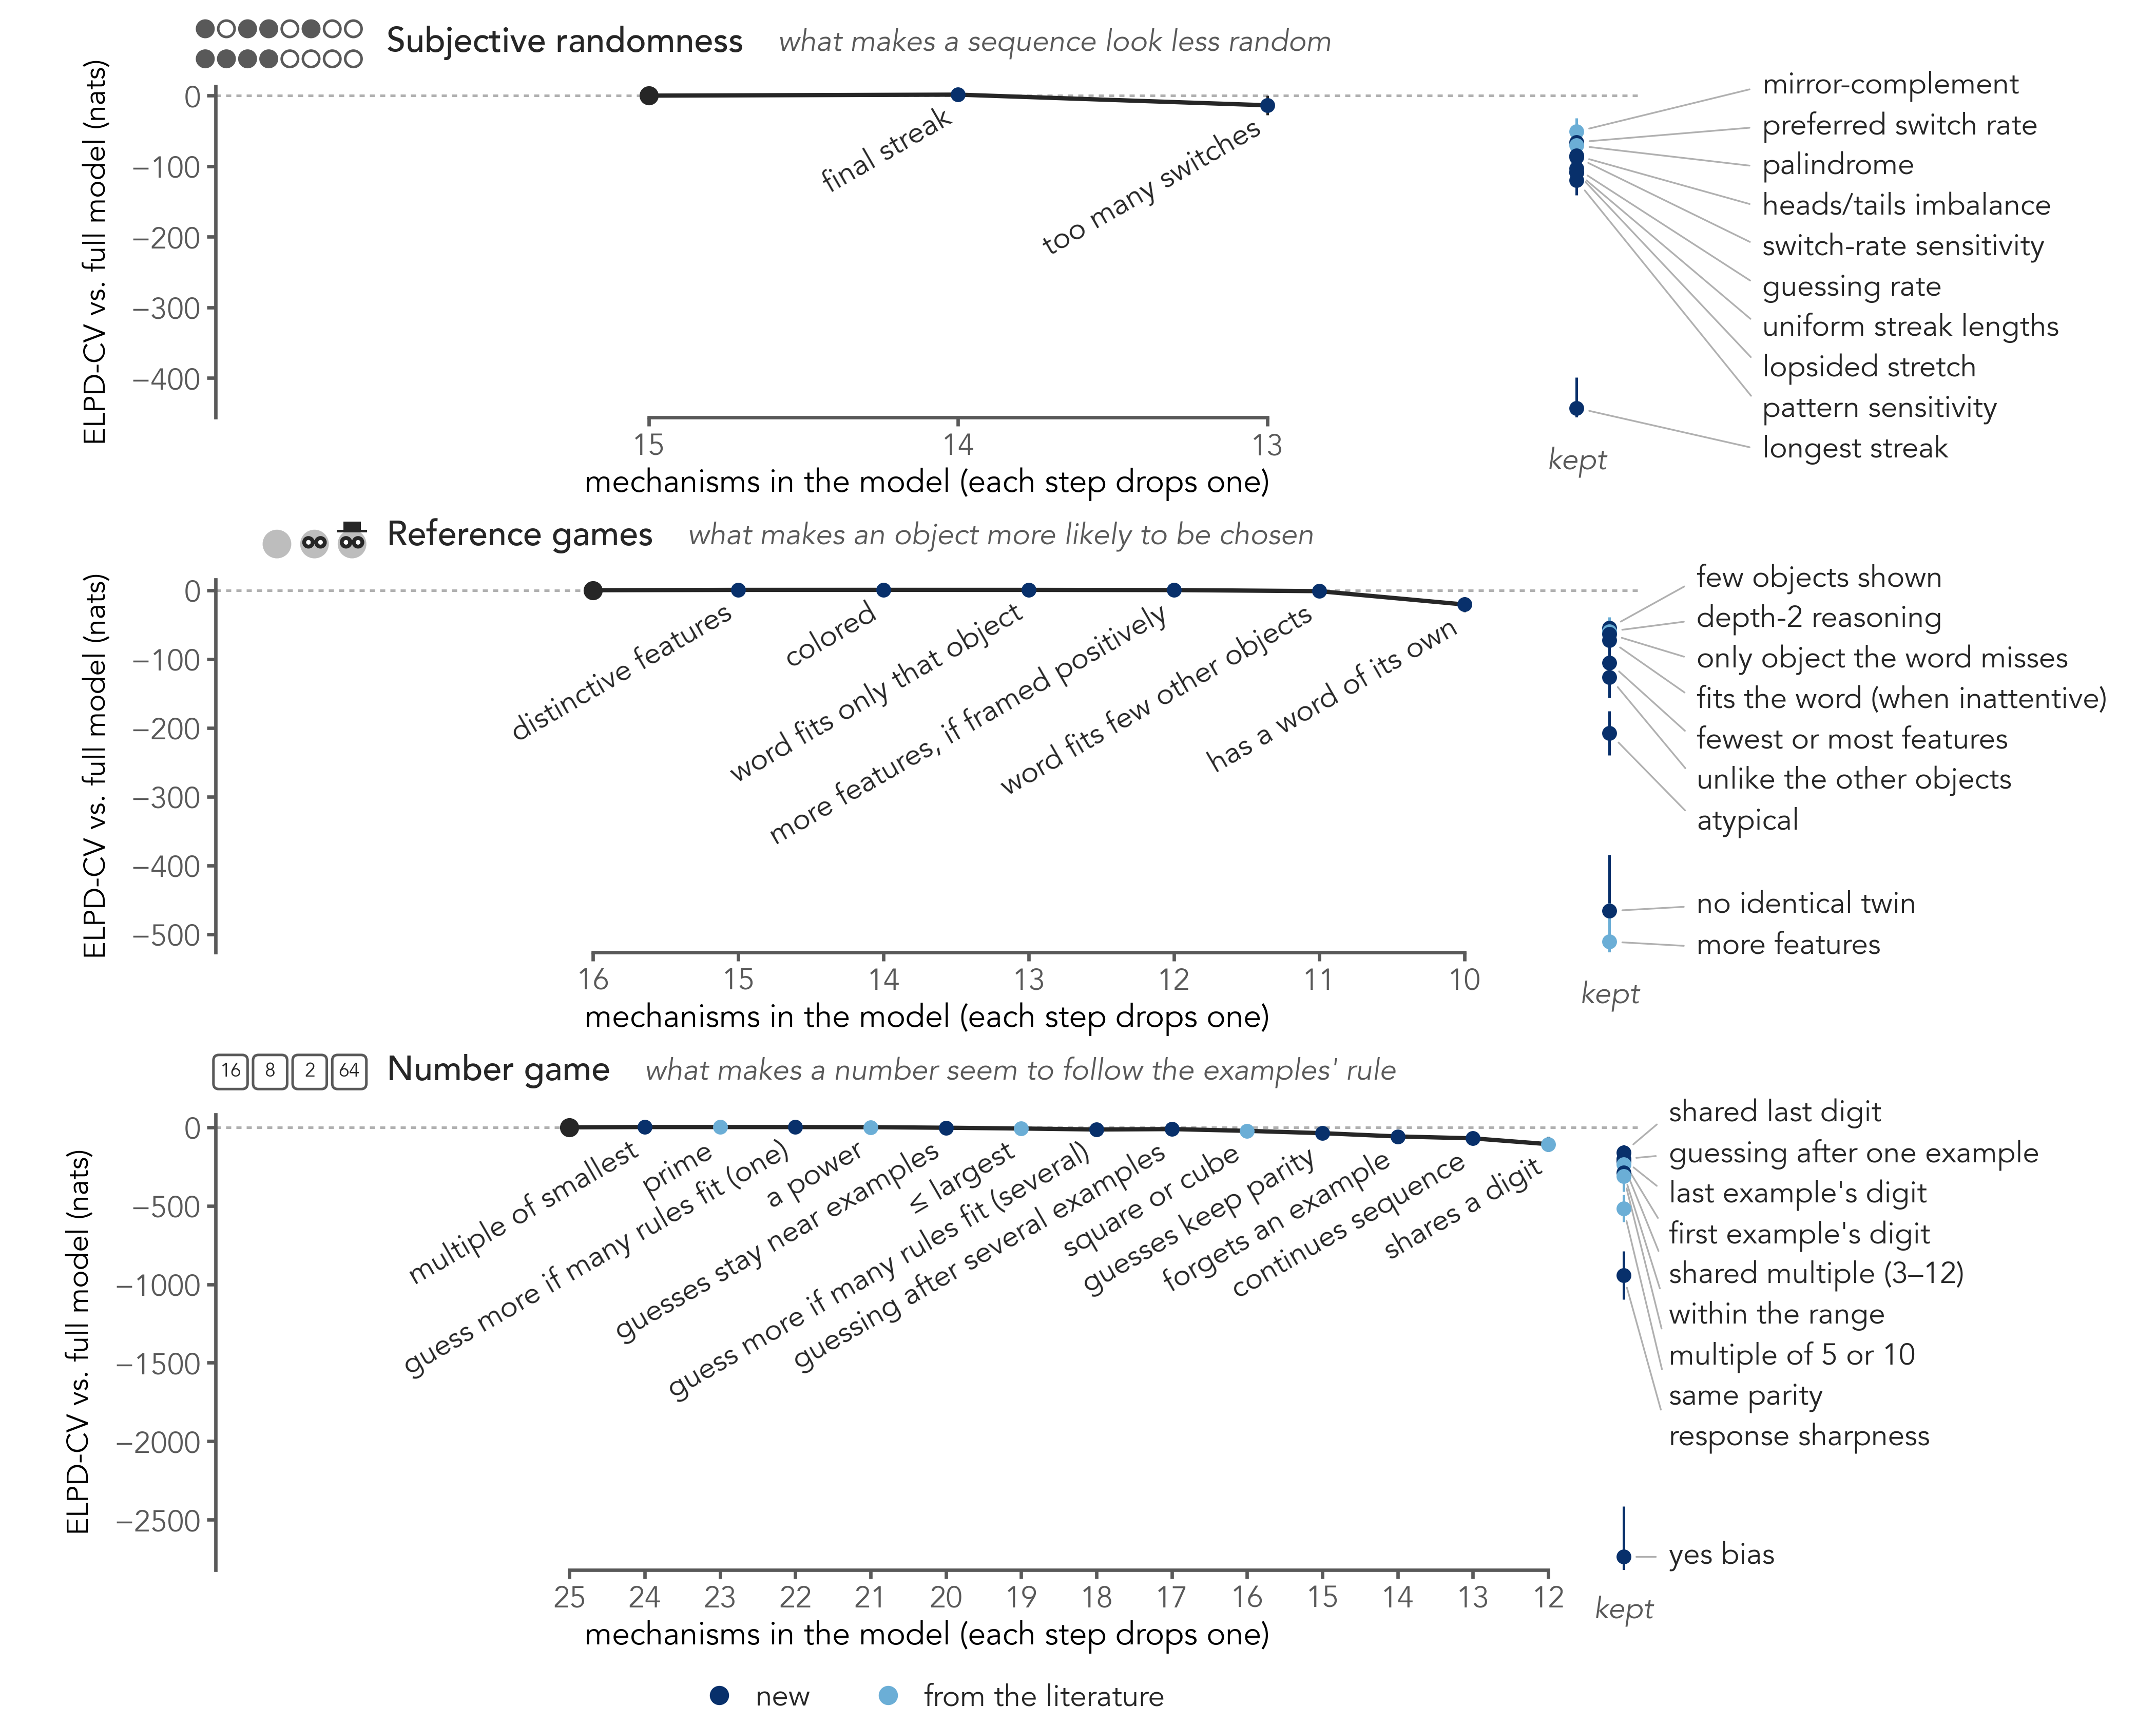 Subjective randomness what makes a sequence look less random
ELPD-CV vs. full model (nats)
0
−100
−200
−300
−400
final streak
too many switches
15 14 13
mechanisms in the model (each step drops one)
mirror-complement
preferred switch rate
palindrome
heads/tails imbalance
switch-rate sensitivity
guessing rate
uniform streak lengths
lopsided stretch
pattern sensitivity
longest streak
kept
Reference games what makes an object more likely to be chosen
ELPD-CV vs. full model (nats)
0
−100
−200
−300
−400
−500
distinctive features
colored
word fits only that object
more features, if framed positively
word fits few other objects
has a word of its own
16 15 14 13 12 11 10
mechanisms in the model (each step drops one)
few objects shown
depth-2 reasoning
only object the word misses
fits the word (when inattentive)
fewest or most features
unlike the other objects
atypical
no identical twin
more features
kept
16 8 2 64
Number game what makes a number seem to follow the examples' rule
ELPD-CV vs. full model (nats)
0
−500
−1000
−1500
−2000
−2500
multiple of smallest
prime
guess more if many rules fit (one)
a power
guesses stay near examples
≤ largest
guess more if many rules fit (several)
guessing after several examples
square or cube
guesses keep parity
forgets an example
continues sequence
shares a digit
25 24 23 22 21 20 19 18 17 16 15 14 13 12
mechanisms in the model (each step drops one)
shared last digit
guessing after one example
last example's digit
first example's digit
shared multiple (3–12)
within the range
multiple of 5 or 10
same parity
response sharpness
yes bias
kept
new
from the literature